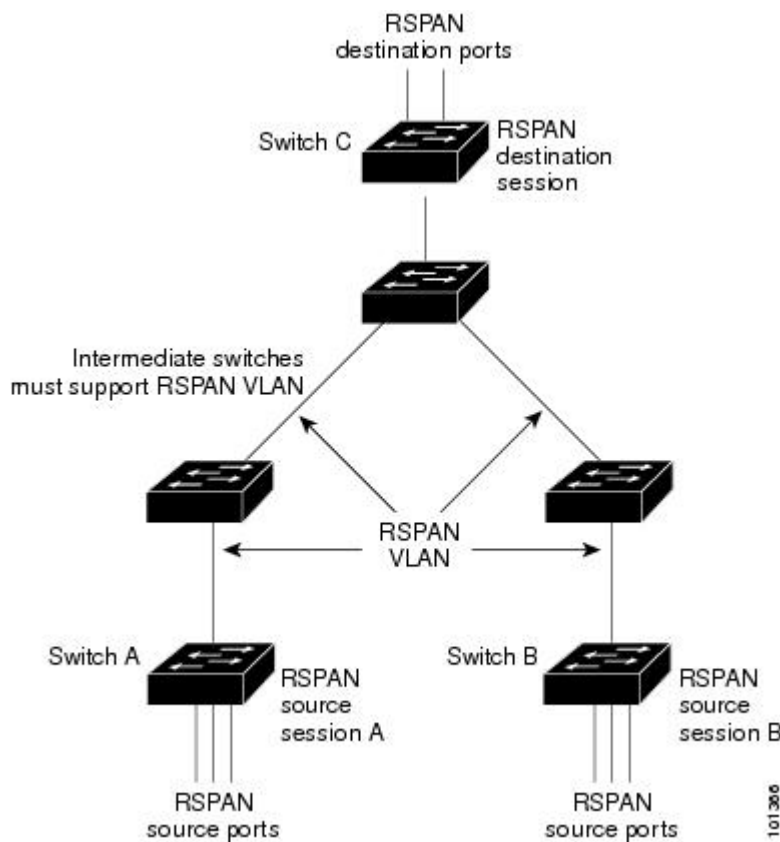 RSPAN
destination ports
Switch C
RSPAN
destination
session
Intermediate switches
must support RSPAN VLAN
RSPAN
VLAN
Switch A
RSPAN
source
session A
Switch B
RSPAN
source
session B
RSPAN
source ports
RSPAN
source ports
101366